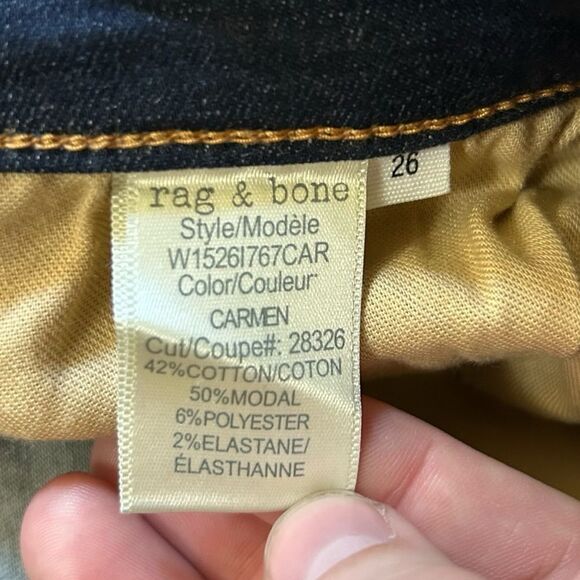 rag & bone
26
Style/Modèle
W1526I767CAR
Color/Couleur
CARMEN
Cut/Coupe#: 28326
42%COTTON/COTON
50%MODAL
6%POLYESTER
2%ELASTANE/
ÉLASTHANNE